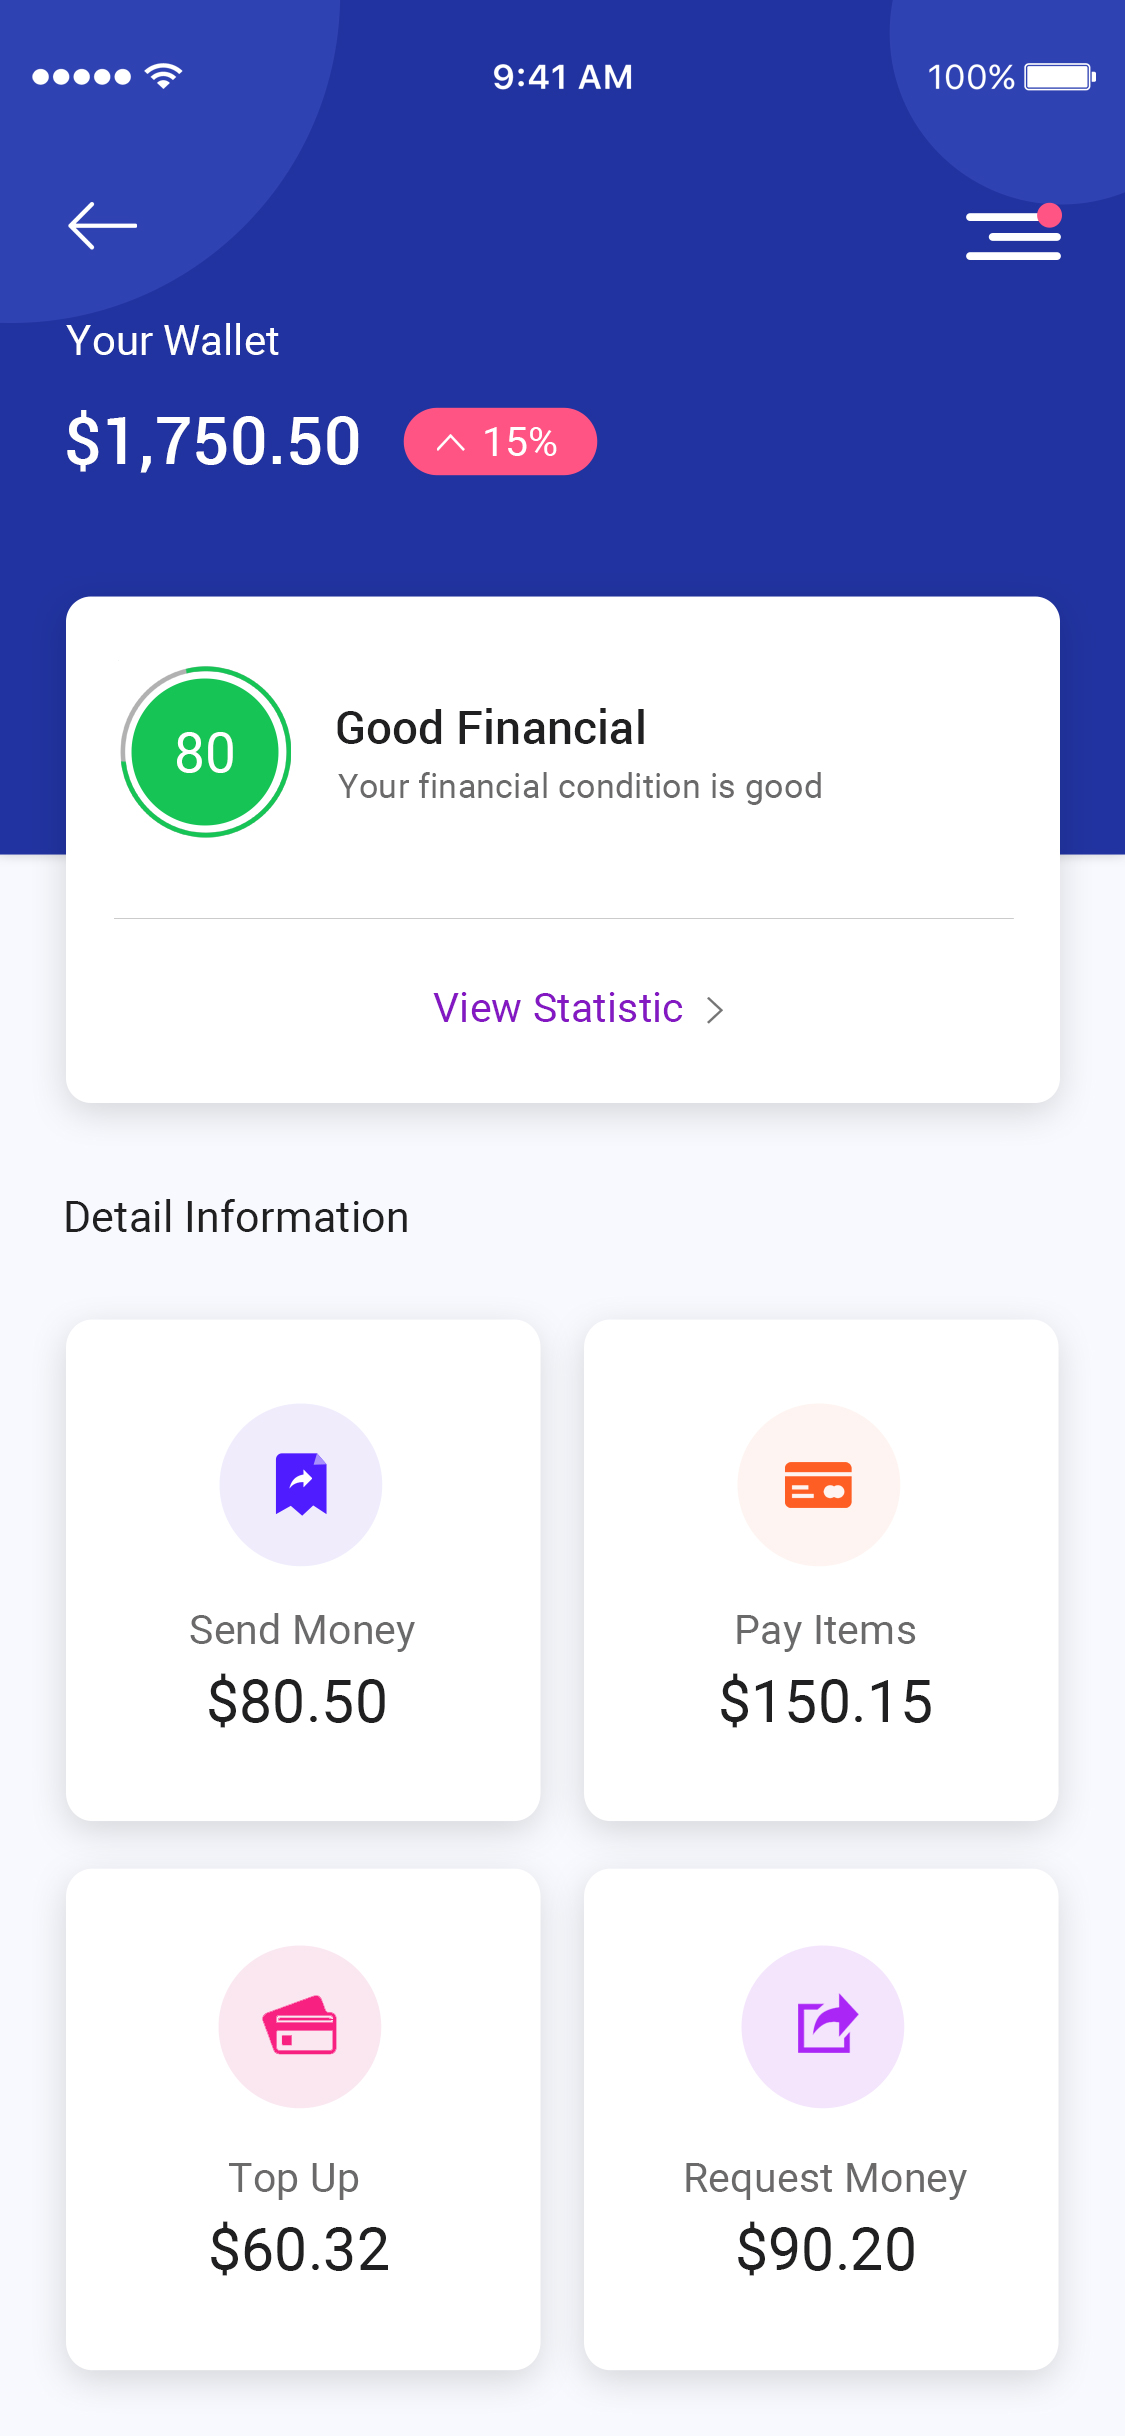 9:41 AM
100%
Your Wallet
$1,750.50
15%
80
Good Financial
Your financial condition is good
View Statistic
Detail Information
Send Money
$80.50
Pay Items
$150.15
Top Up
$60.32
Request Money
$90.20